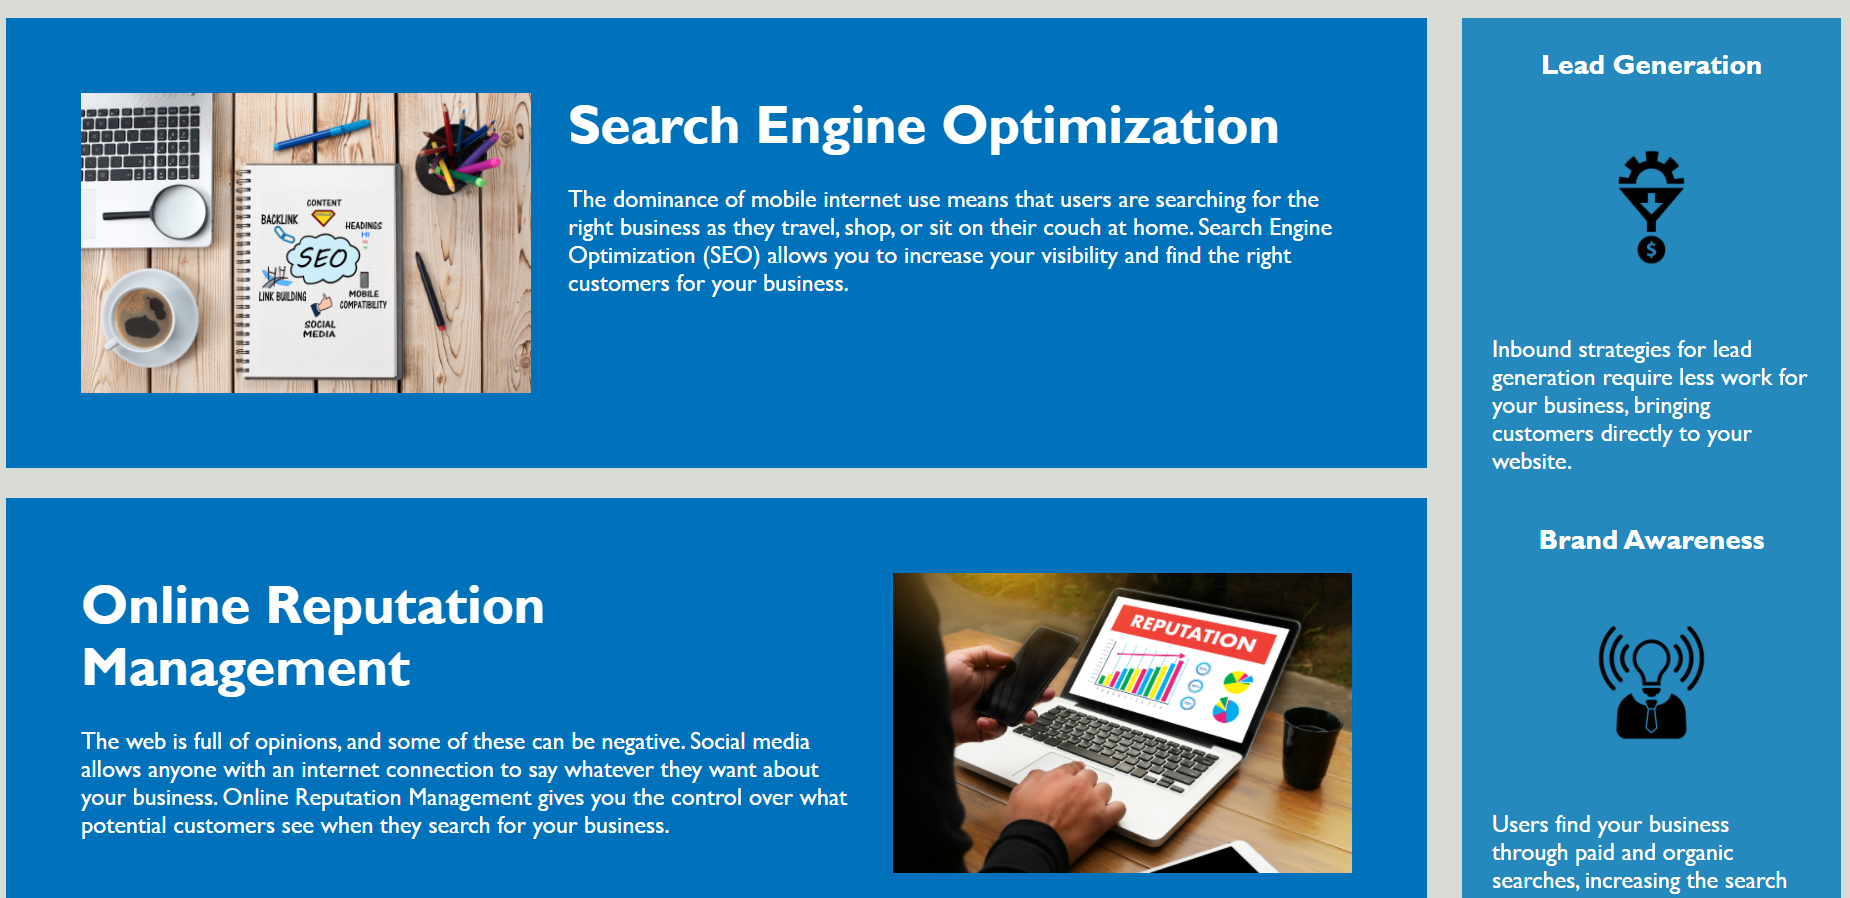 Search Engine Optimization
The dominance of mobile internet use means that users are searching for the
right business as they travel, shop, or sit on their couch at home. Search Engine
Optimization (SEO) allows you to increase your visibility and find the right
customers for your business.
CONTENT
BACKLINK
HEADINGS
H1
SEO
LINK BUILDING
MOBILE
COMPATIBILITY
SOCIAL
MEDIA
Online Reputation
Management
The web is full of opinions, and some of these can be negative. Social media
allows anyone with an internet connection to say whatever they want about
your business. Online Reputation Management gives you the control over what
potential customers see when they search for your business.
REPUTATION
Lead Generation
$
Inbound strategies for lead
generation require less work for
your business, bringing
customers directly to your
website.
Brand Awareness
Users find your business
through paid and organic
searches, increasing the search